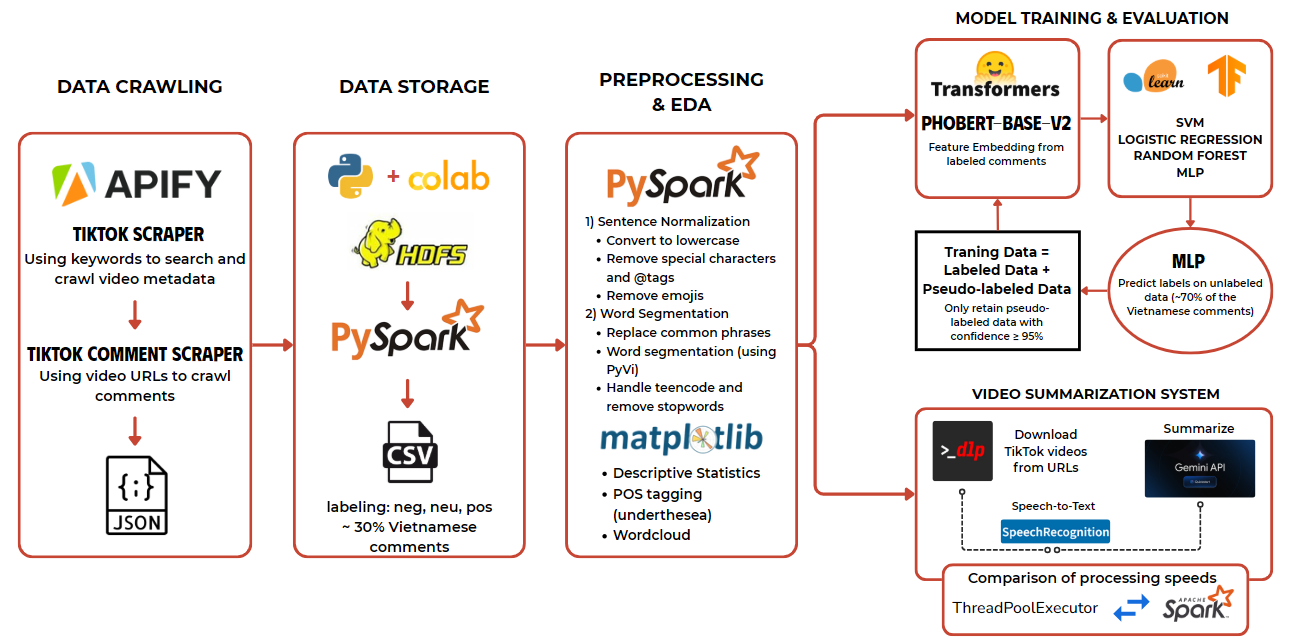 DATA CRAWLING
APIFY
TIKTOK SCRAPER
Using keywords to search and
crawl video metadata
TIKTOK COMMENT SCRAPER
Using video URLs to crawl
comments
{;}
JSON
DATA STORAGE
+ colab
HDFS
PySpark
CSV
labeling: neg, neu, pos
~ 30% Vietnamese
comments
PREPROCESSING
& EDA
PySpark
1) Sentence Normalization
• Convert to lowercase
• Remove special characters
and @tags
• Remove emojis
2) Word Segmentation
• Replace common phrases
• Word segmentation (using
PyVi)
• Handle teencode and
remove stopwords
matplotlib
• Descriptive Statistics
• POS tagging
(underthesea)
• Wordcloud
MODEL TRAINING & EVALUATION
Transformers
PHOBERT-BASE-V2
Feature Embedding from
labeled comments
learn
SVM
LOGISTIC REGRESSION
RANDOM FOREST
MLP
MLP
Predict labels on unlabeled
data (~70% of the
Vietnamese comments)
Traning Data =
Labeled Data +
Pseudo-labeled Data
Only retain pseudo-
labeled data with
confidence ≥ 95%
VIDEO SUMMARIZATION SYSTEM
>_dlp
Download
TikTok videos
from URLs
Summarize
Gemini API
Speech-to-Text
SpeechRecognition
Comparison of processing speeds
ThreadPoolExecutor
APACHE
Spark